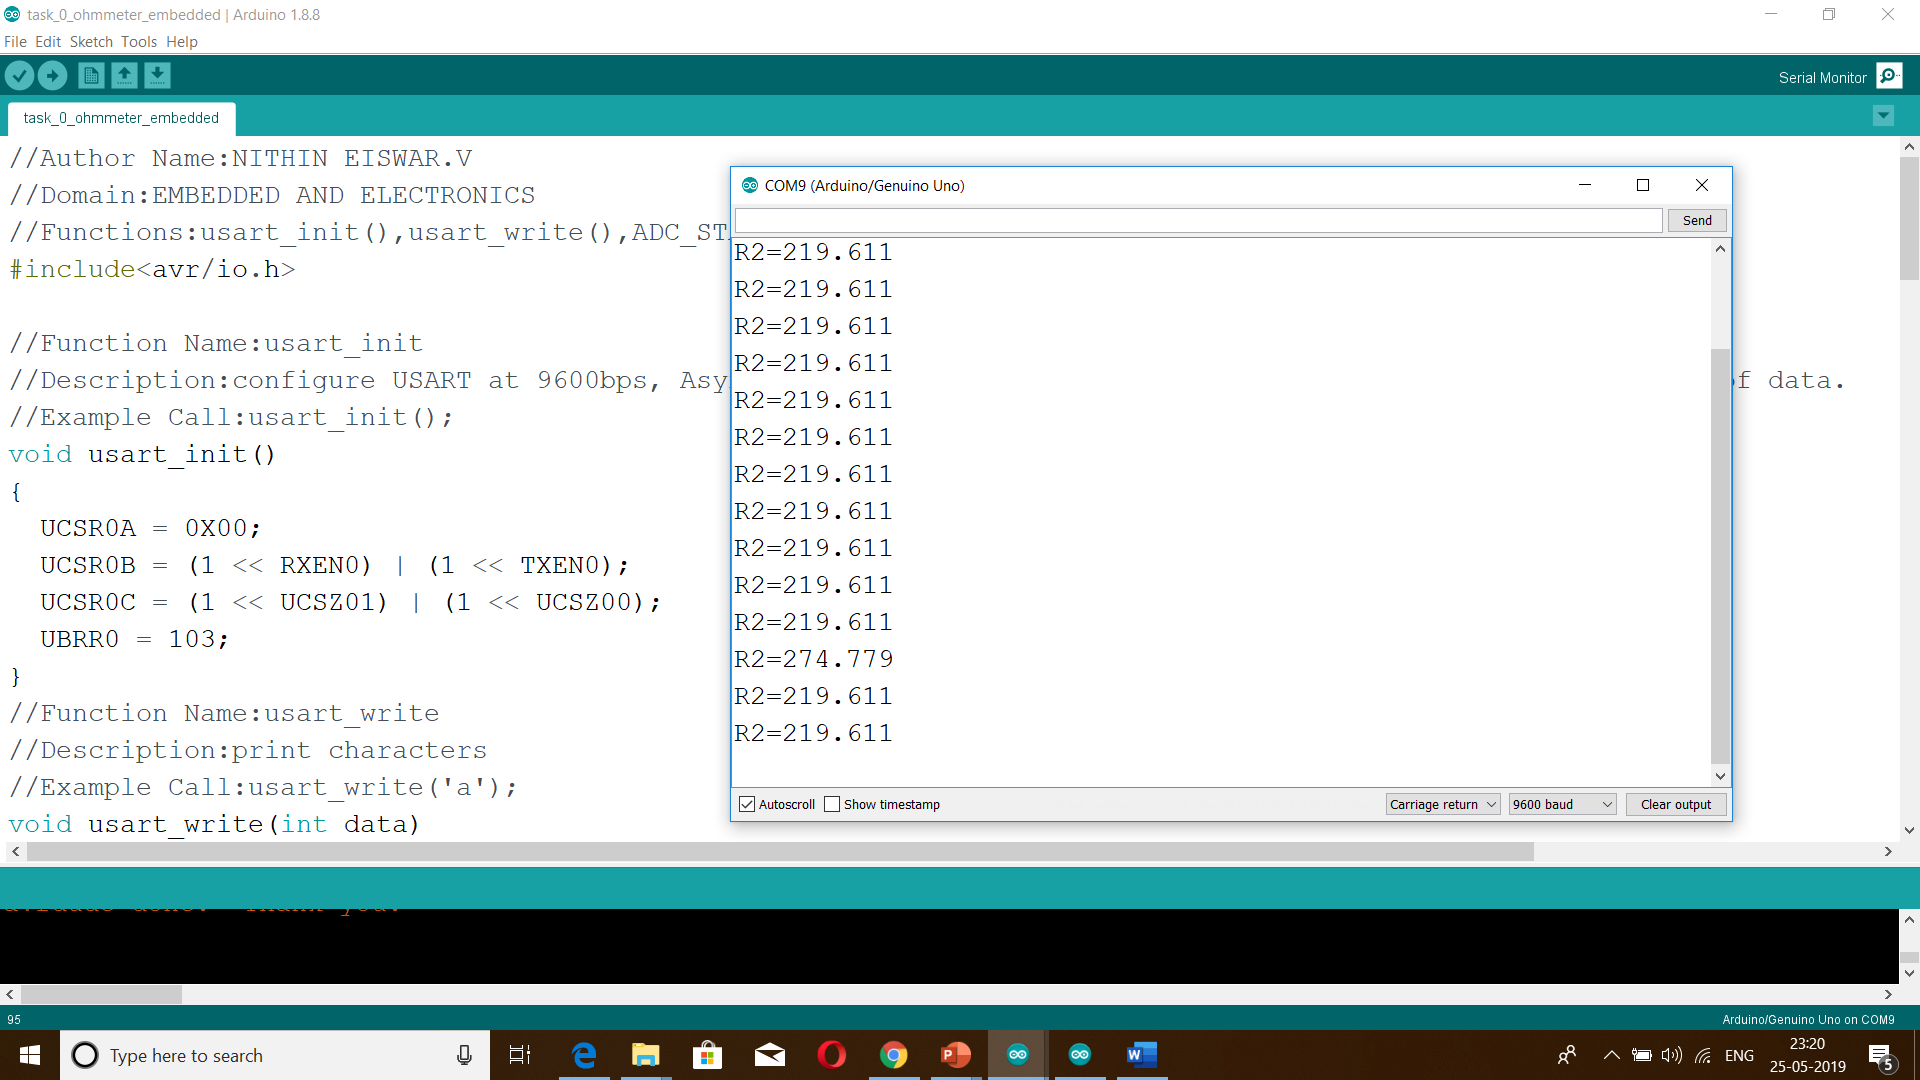 task_0_ohmmeter_embedded | Arduino 1.8.8
File Edit Sketch Tools Help
Serial Monitor
task_0_ohmmeter_embedded
//Author Name:NITHIN EISWAR.V
//Domain:EMBEDDED AND ELECTRONICS
//Functions:usart_init(),usart_write(),ADC_ST
#include<avr/io.h>
//Function Name:usart_init
//Description:configure USART at 9600bps, Asy
f data.
//Example Call:usart_init();
void usart_init()
{
UCSR0A = 0X00;
UCSR0B = (1 << RXEN0) | (1 << TXEN0);
UCSR0C = (1 << UCSZ01) | (1 << UCSZ00);
UBRR0 = 103;
}
//Function Name:usart_write
//Description:print characters
//Example Call:usart_write('a');
void usart_write(int data)
COM9 (Arduino/Genuino Uno)
Send
R2=219.611
R2=219.611
R2=219.611
R2=219.611
R2=219.611
R2=219.611
R2=219.611
R2=219.611
R2=219.611
R2=219.611
R2=219.611
R2=274.779
R2=219.611
R2=219.611
Autoscroll Show timestamp Carriage return 9600 baud Clear output
95
Arduino/Genuino Uno on COM9
Type here to search
ENG
23:20
25-05-2019
5